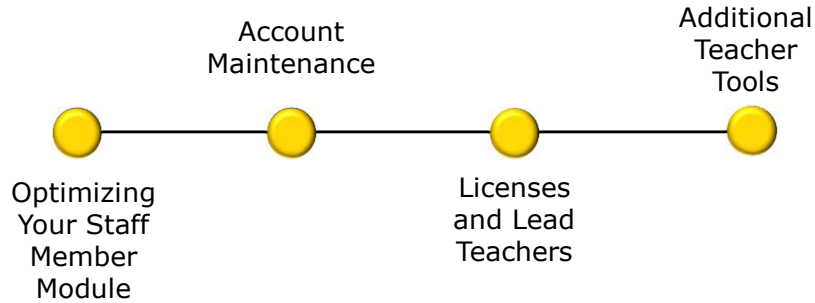 Optimizing
Your Staff
Member
Module
Account
Maintenance
Licenses
and Lead
Teachers
Additional
Teacher
Tools